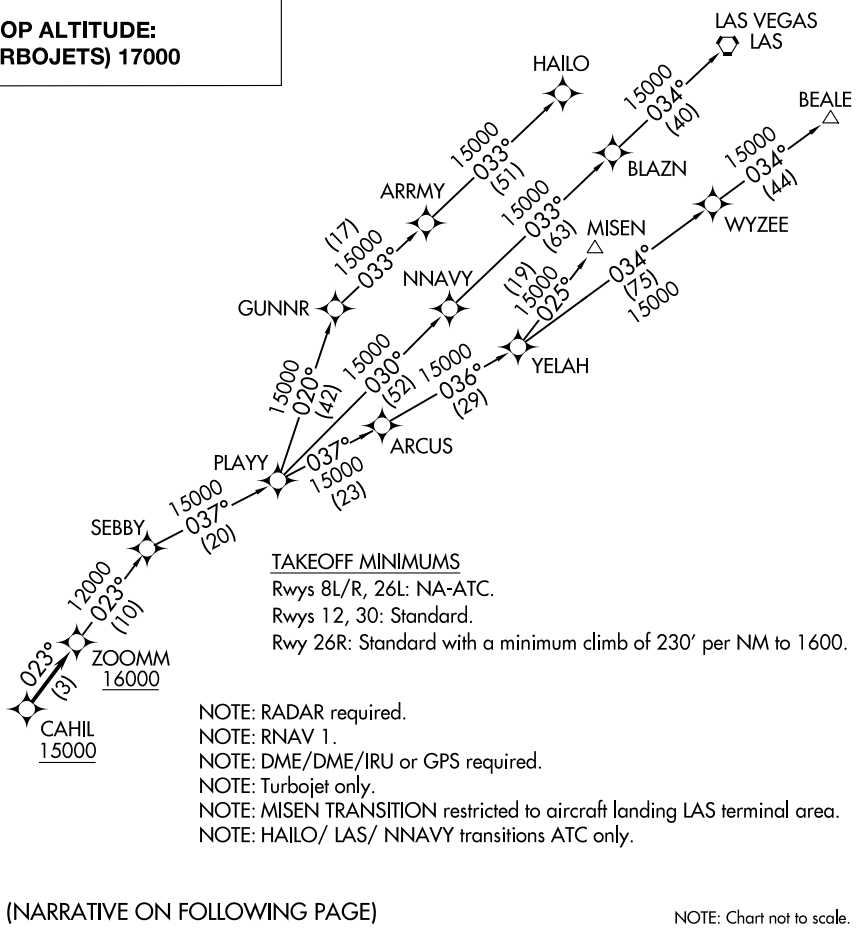 OP ALTITUDE:
RBOJETS) 17000
LAS VEGAS
LAS
HAILO
BEALE
15000
034°
(40)
15000
033°
(51)
BLAZN
15000
034°
(44)
ARRMY
15000
033°
(63)
WYZEE
(17)
15000
033°
MISEN
NNAVY
(19)
15000
025°
034°
(75)
15000
GUNNR
15000
020°
(42)
15000
030°
(52)
15000
036°
(29)
YELAH
ARCUS
PLAYY
037°
15000
(23)
15000
037°
(20)
SEBBY
12000
023°
(10)
ZOOMM
16000
023°
(3)
CAHIL
15000
TAKEOFF MINIMUMS
Rwys 8L/R, 26L: NA-ATC.
Rwys 12, 30: Standard.
Rwy 26R: Standard with a minimum climb of 230' per NM to 1600.
NOTE: RADAR required.
NOTE: RNAV 1.
NOTE: DME/DME/IRU or GPS required.
NOTE: Turbojet only.
NOTE: MISEN TRANSITION restricted to aircraft landing LAS terminal area.
NOTE: HAILO/ LAS/ NNAVY transitions ATC only.
(NARRATIVE ON FOLLOWING PAGE)
NOTE: Chart not to scale.